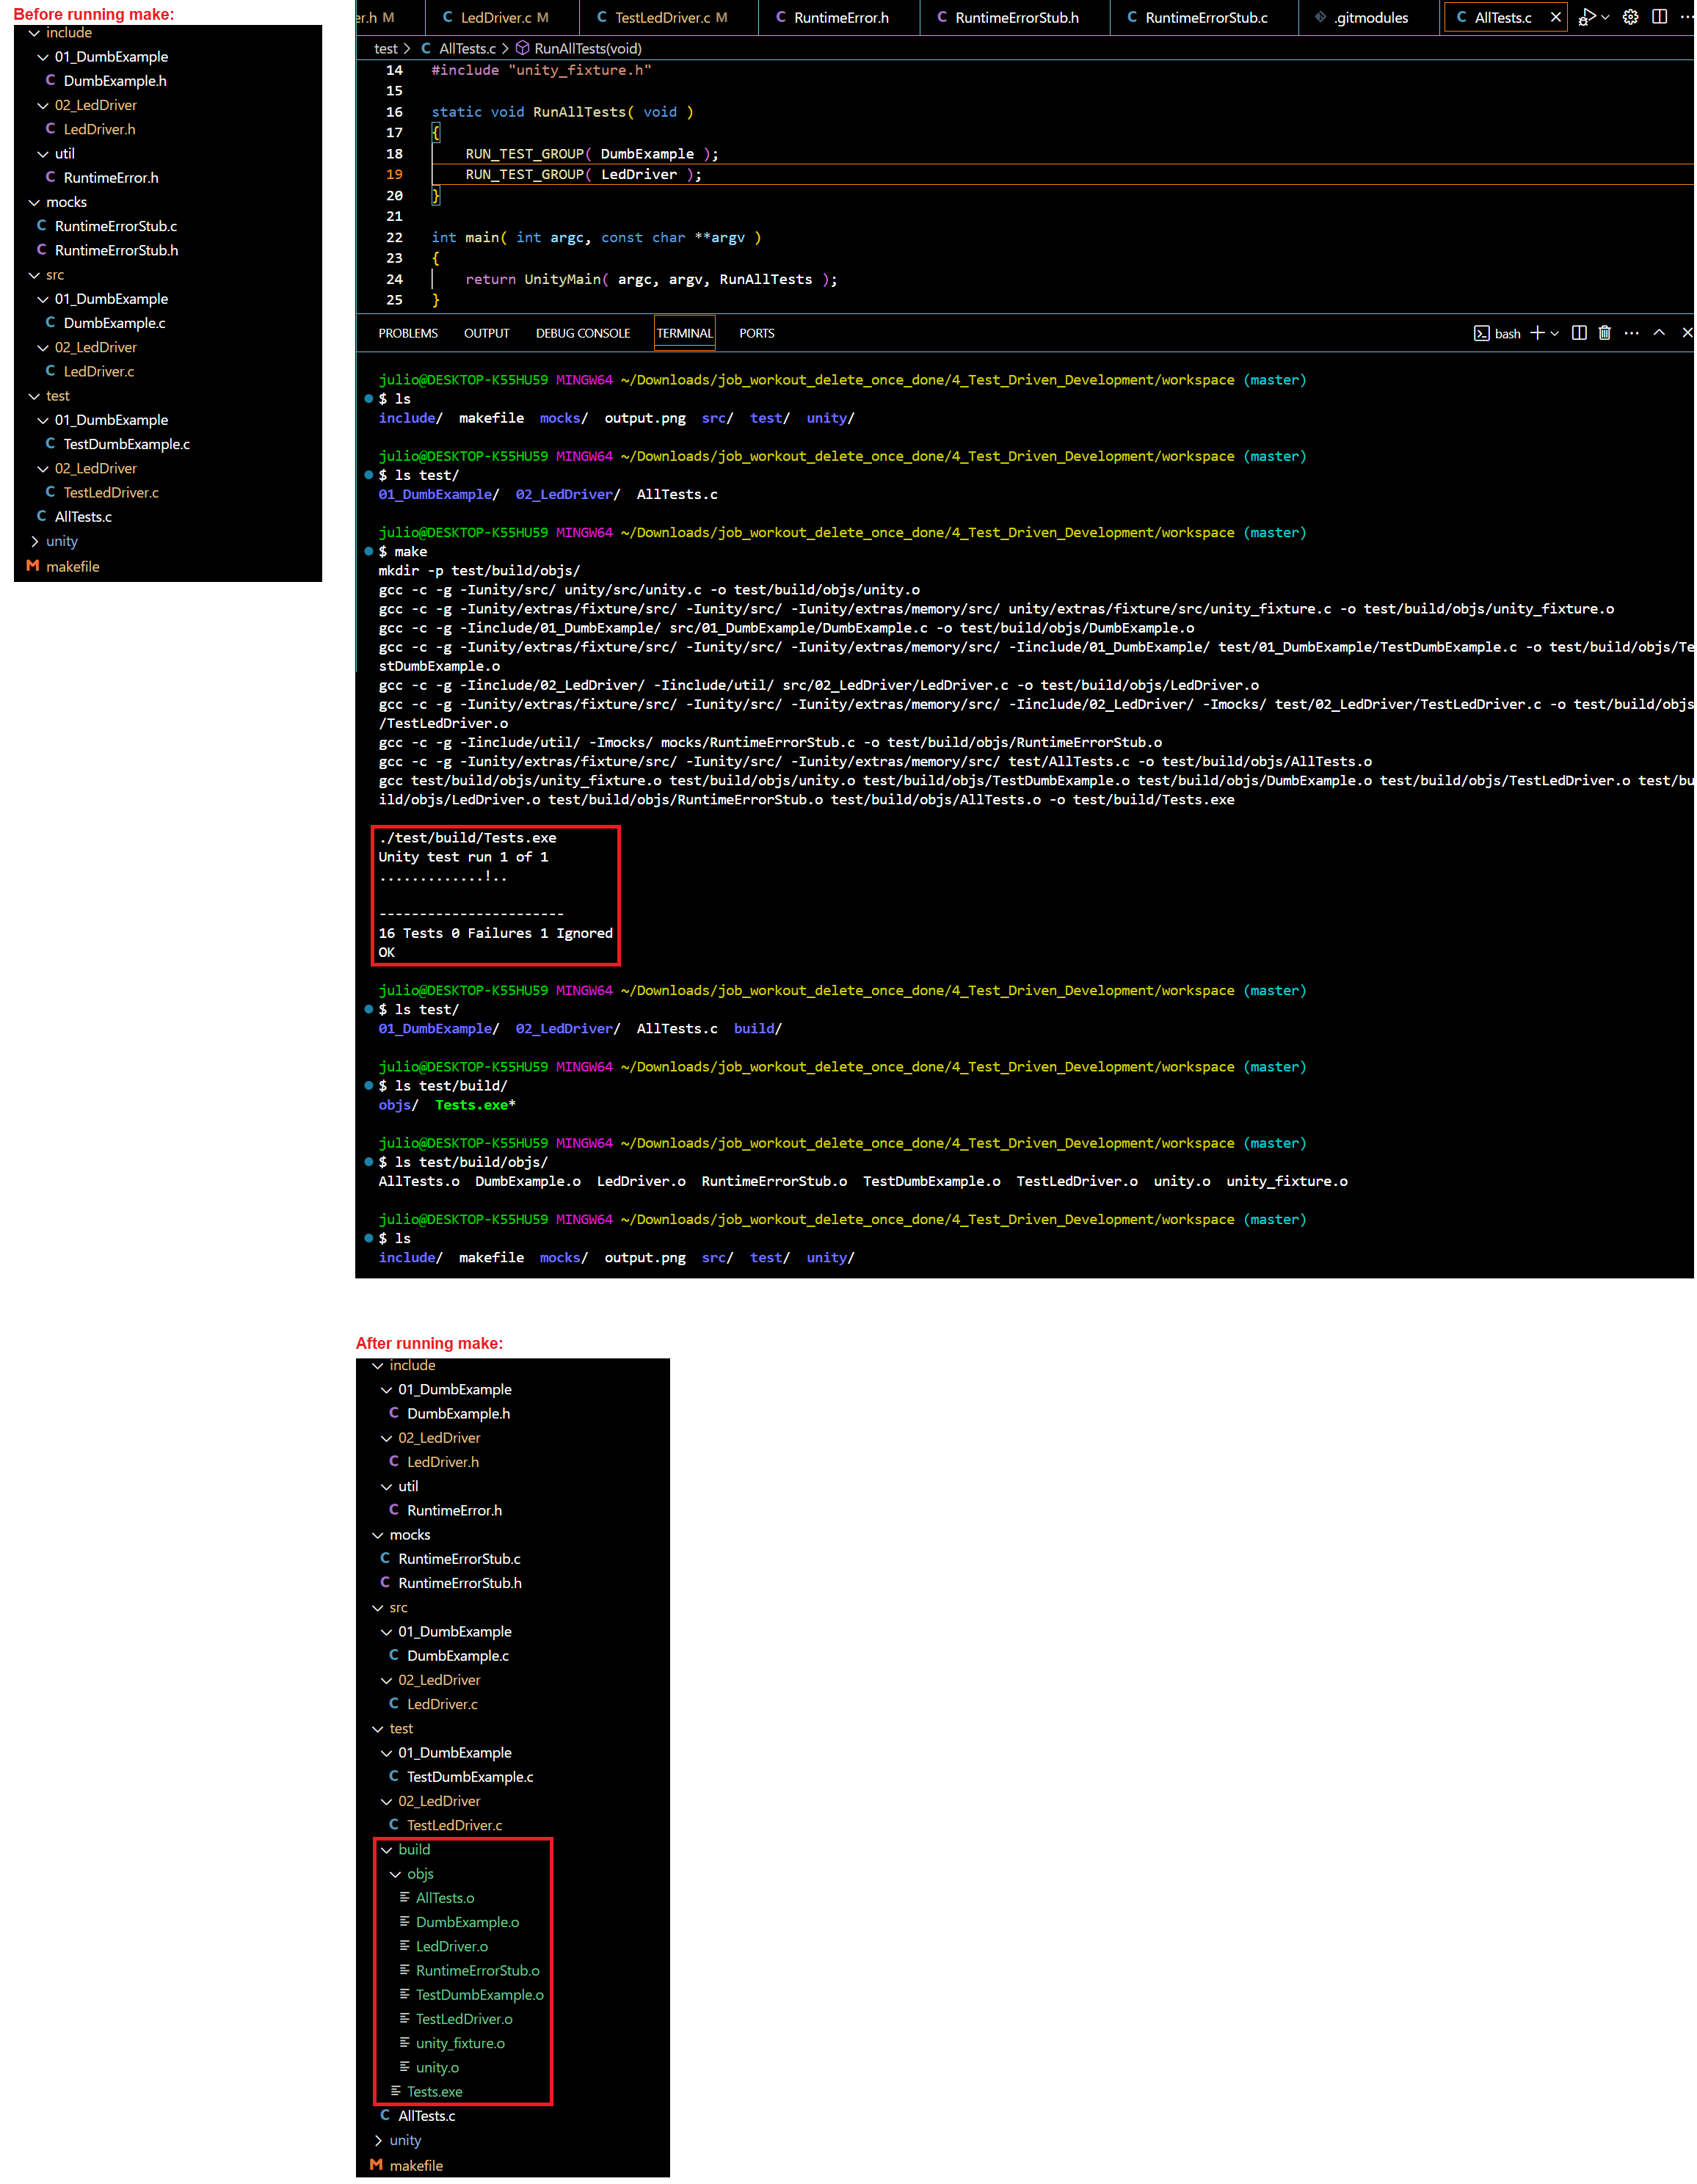 Before running make:
include
01_DumbExample
C DumbExample.h
02_LedDriver
C LedDriver.h
util
C RuntimeError.h
mocks
C RuntimeErrorStub.c
C RuntimeErrorStub.h
src
01_DumbExample
C DumbExample.c
02_LedDriver
C LedDriver.c
test
01_DumbExample
C TestDumbExample.c
02_LedDriver
C TestLedDriver.c
C AllTests.c
unity
M makefile
er.h M C LedDriver.c M C TestLedDriver.c M C RuntimeError.h C RuntimeErrorStub.h C RuntimeErrorStub.c .gitmodules C AllTests.c
test > C AllTests.c > RunAllTests(void)
14 #include "unity_fixture.h"
15
16 static void RunAllTests( void )
17 {
18 RUN_TEST_GROUP( DumbExample );
19 RUN_TEST_GROUP( LedDriver );
20 }
21
22 int main( int argc, const char **argv )
23 {
24 return UnityMain( argc, argv, RunAllTests );
25 }
PROBLEMS OUTPUT DEBUG CONSOLE TERMINAL PORTS bash
julio@DESKTOP-K55HU59 MINGW64 ~/Downloads/job_workout_delete_once_done/4_Test_Driven_Development/workspace (master)
$ ls
include/ makefile mocks/ output.png src/ test/ unity/
julio@DESKTOP-K55HU59 MINGW64 ~/Downloads/job_workout_delete_once_done/4_Test_Driven_Development/workspace (master)
$ ls test/
01_DumbExample/ 02_LedDriver/ AllTests.c
julio@DESKTOP-K55HU59 MINGW64 ~/Downloads/job_workout_delete_once_done/4_Test_Driven_Development/workspace (master)
$ make
mkdir -p test/build/objs/
gcc -c -g -Iunity/src/ unity/src/unity.c -o test/build/objs/unity.o
gcc -c -g -Iunity/extras/fixture/src/ -Iunity/src/ -Iunity/extras/memory/src/ unity/extras/fixture/src/unity_fixture.c -o test/build/objs/unity_fixture.o
gcc -c -g -Iinclude/01_DumbExample/ src/01_DumbExample/DumbExample.c -o test/build/objs/DumbExample.o
gcc -c -g -Iunity/extras/fixture/src/ -Iunity/src/ -Iunity/extras/memory/src/ -Iinclude/01_DumbExample/ test/01_DumbExample/TestDumbExample.c -o test/build/objs/Te
stDumbExample.o
gcc -c -g -Iinclude/02_LedDriver/ -Iinclude/util/ src/02_LedDriver/LedDriver.c -o test/build/objs/LedDriver.o
gcc -c -g -Iunity/extras/fixture/src/ -Iunity/src/ -Iunity/extras/memory/src/ -Iinclude/02_LedDriver/ -Imocks/ test/02_LedDriver/TestLedDriver.c -o test/build/objs
/TestLedDriver.o
gcc -c -g -Iinclude/util/ -Imocks/ mocks/RuntimeErrorStub.c -o test/build/objs/RuntimeErrorStub.o
gcc -c -g -Iunity/extras/fixture/src/ -Iunity/src/ -Iunity/extras/memory/src/ test/AllTests.c -o test/build/objs/AllTests.o
gcc test/build/objs/unity_fixture.o test/build/objs/unity.o test/build/objs/TestDumbExample.o test/build/objs/DumbExample.o test/build/objs/TestLedDriver.o test/bu
ild/objs/LedDriver.o test/build/objs/RuntimeErrorStub.o test/build/objs/AllTests.o -o test/build/Tests.exe
./test/build/Tests.exe
Unity test run 1 of 1
.............!..
-----------------------
16 Tests 0 Failures 1 Ignored
OK
julio@DESKTOP-K55HU59 MINGW64 ~/Downloads/job_workout_delete_once_done/4_Test_Driven_Development/workspace (master)
$ ls test/
01_DumbExample/ 02_LedDriver/ AllTests.c build/
julio@DESKTOP-K55HU59 MINGW64 ~/Downloads/job_workout_delete_once_done/4_Test_Driven_Development/workspace (master)
$ ls test/build/
objs/ Tests.exe*
julio@DESKTOP-K55HU59 MINGW64 ~/Downloads/job_workout_delete_once_done/4_Test_Driven_Development/workspace (master)
$ ls test/build/objs/
AllTests.o DumbExample.o LedDriver.o RuntimeErrorStub.o TestDumbExample.o TestLedDriver.o unity.o unity_fixture.o
julio@DESKTOP-K55HU59 MINGW64 ~/Downloads/job_workout_delete_once_done/4_Test_Driven_Development/workspace (master)
$ ls
include/ makefile mocks/ output.png src/ test/ unity/
After running make:
include
01_DumbExample
C DumbExample.h
02_LedDriver
C LedDriver.h
util
C RuntimeError.h
mocks
C RuntimeErrorStub.c
C RuntimeErrorStub.h
src
01_DumbExample
C DumbExample.c
02_LedDriver
C LedDriver.c
test
01_DumbExample
C TestDumbExample.c
02_LedDriver
C TestLedDriver.c
build
objs
AllTests.o
DumbExample.o
LedDriver.o
RuntimeErrorStub.o
TestDumbExample.o
TestLedDriver.o
unity_fixture.o
unity.o
Tests.exe
C AllTests.c
unity
M makefile